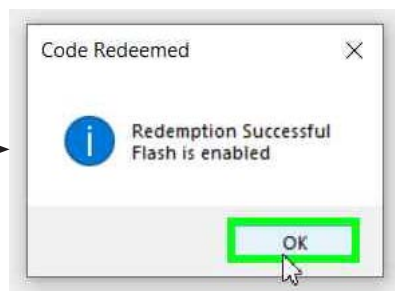 Code Redeemed
Redemption Successful
Flash is enabled
OK